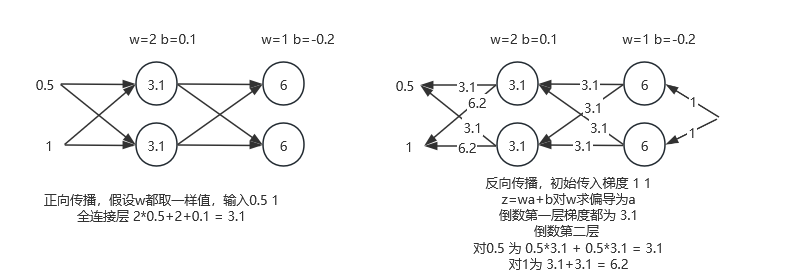 w=2 b=0.1
w=1 b=-0.2
0.5
3.1
6
1
3.1
6
正向传播，假设w都取一样值，输入0.5 1
全连接层 2*0.5+2+0.1 = 3.1
w=2 b=0.1
w=1 b=-0.2
0.5
3.1
3.1
3.1
6
1
6.2
3.1
3.1
3.1
1
1
6.2
3.1
3.1
6
反向传播，初始传入梯度 1 1
z=wa+b对w求偏导为a
倒数第一层梯度都为 3.1
倒数第二层
对0.5 为 0.5*3.1 + 0.5*3.1 = 3.1
对1为 3.1+3.1 = 6.2